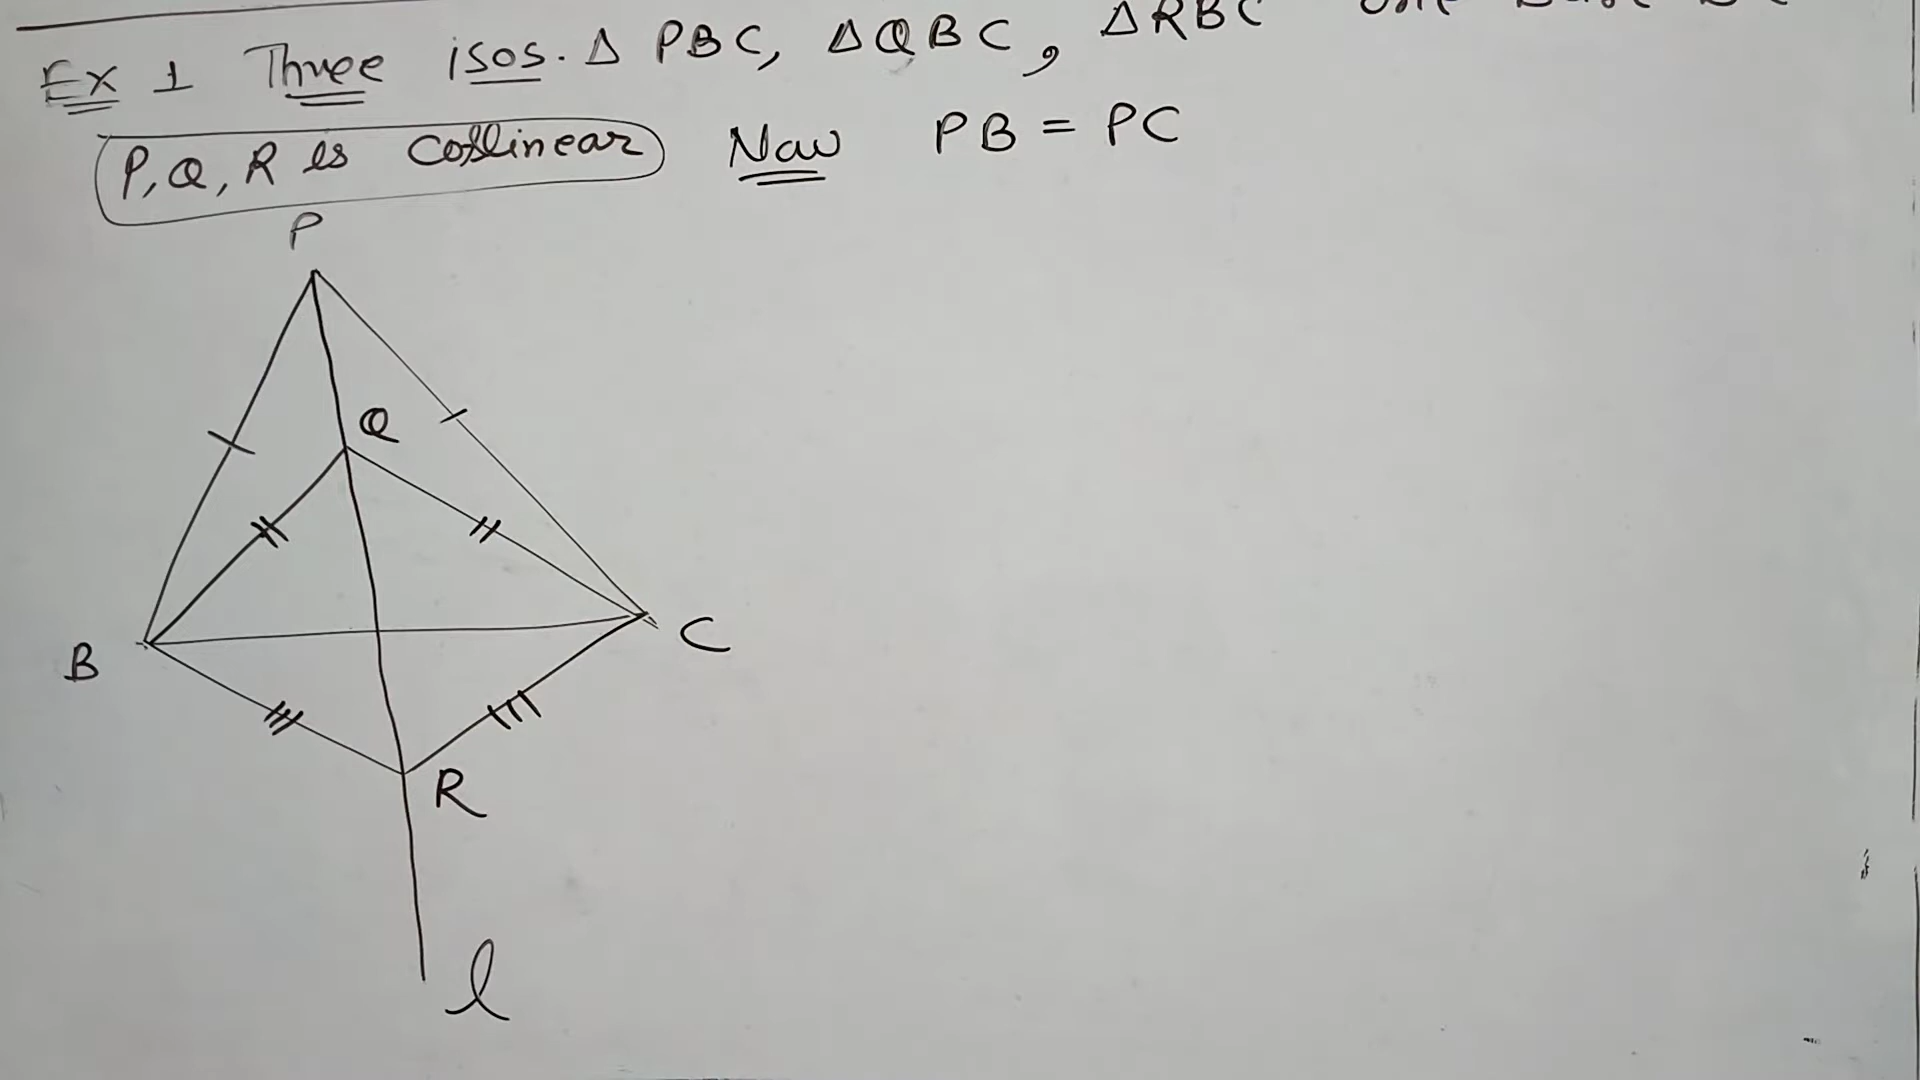 Ex 1 Three isos. Δ PBC, ΔQBC, ΔRBC
P, Q, R is collinear Now PB = PC
P
Q
B
C
R
l